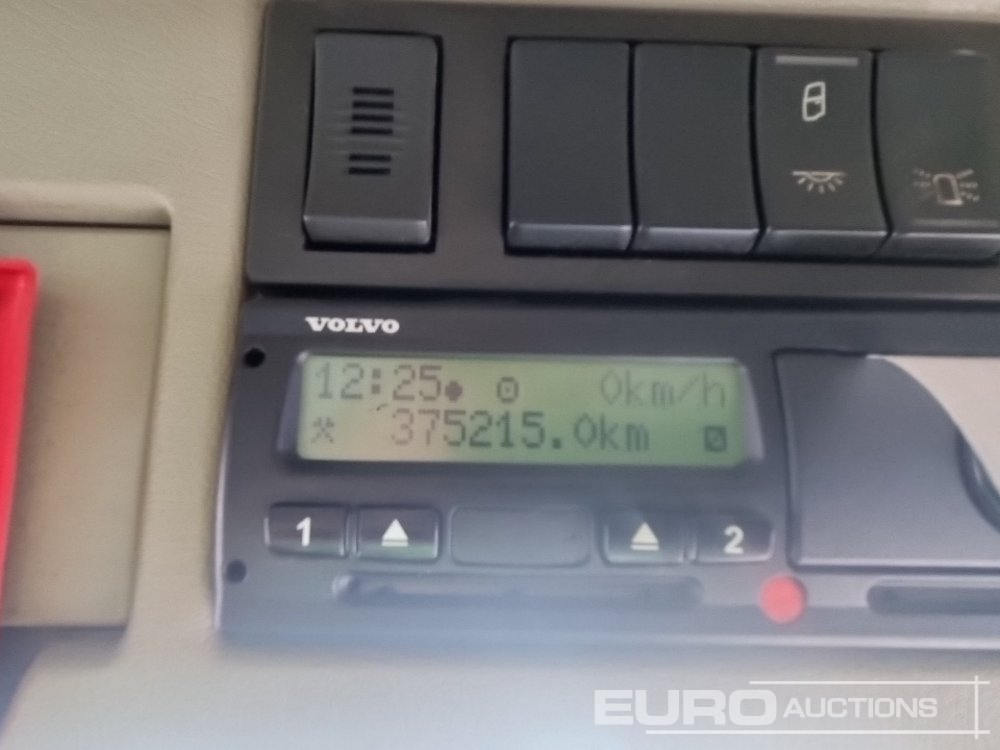 VOLVO
12:25 0km/h
375215.0km
1 2
EURO AUCTIONS